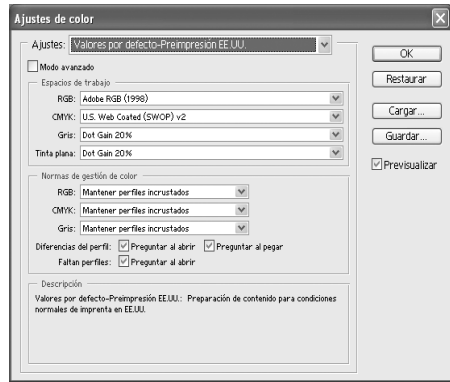 Ajustes de color
Ajustes: Valores por defecto-Preimpresión EE.UU.
OK
Modo avanzado
Restaurar
Espacios de trabajo
RGB: Adobe RGB (1998)
Cargar...
CMYK: U.S. Web Coated (SWOP) v2
Guardar...
Gris: Dot Gain 20%
Tinta plana: Dot Gain 20%
Previsualizar
Normas de gestión de color
RGB: Mantener perfiles incrustados
CMYK: Mantener perfiles incrustados
Gris: Mantener perfiles incrustados
Diferencias del perfil: Preguntar al abrir Preguntar al pegar
Faltan perfiles: Preguntar al abrir
Descripción
Valores por defecto-Preimpresión EE.UU.: Preparación de contenido para condiciones
normales de imprenta en EE.UU.